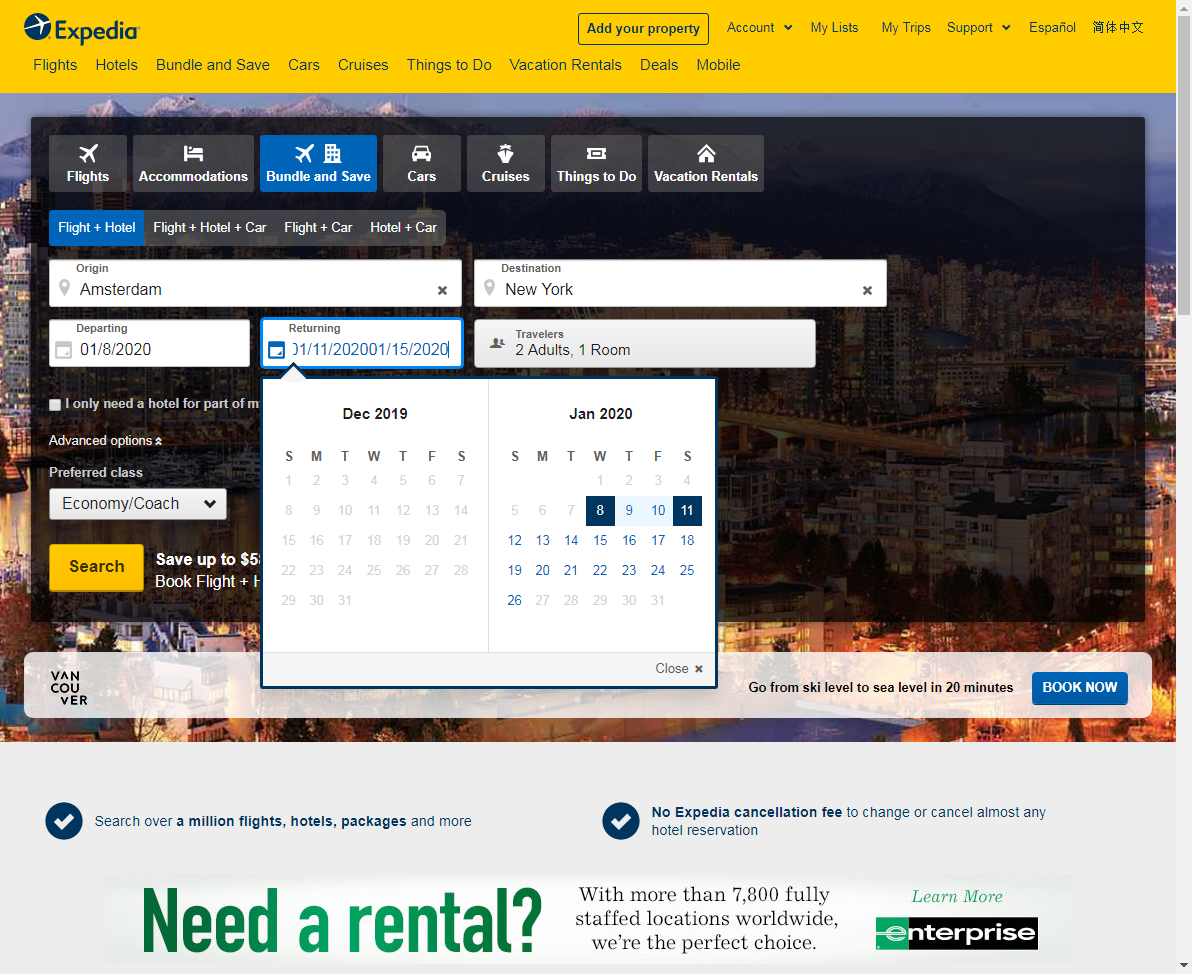 Expedia
Add your property
Account
My Lists
My Trips
Support
Español
简体中文
Flights
Hotels
Bundle and Save
Cars
Cruises
Things to Do
Vacation Rentals
Deals
Mobile
Flights
Accommodations
Bundle and Save
Cars
Cruises
Things to Do
Vacation Rentals
Flight + Hotel
Flight + Hotel + Car
Flight + Car
Hotel + Car
Origin
Amsterdam
Destination
New York
Departing
01/8/2020
Returning
01/11/202001/15/2020
Travelers
2 Adults, 1 Room
I only need a hotel for part of m
Advanced options
Preferred class
Economy/Coach
Search
Save up to $5
Book Flight + H
Dec 2019
S M T W T F S
1 2 3 4 5 6 7
8 9 10 11 12 13 14
15 16 17 18 19 20 21
22 23 24 25 26 27 28
29 30 31
Jan 2020
S M T W T F S
1 2 3 4
5 6 7 8 9 10 11
12 13 14 15 16 17 18
19 20 21 22 23 24 25
26 27 28 29 30 31
Close
VAN
COU
VER
Go from ski level to sea level in 20 minutes
BOOK NOW
Search over a million flights, hotels, packages and more
No Expedia cancellation fee to change or cancel almost any
hotel reservation
Need a rental?
With more than 7,800 fully
staffed locations worldwide,
we're the perfect choice.
Learn More
enterprise